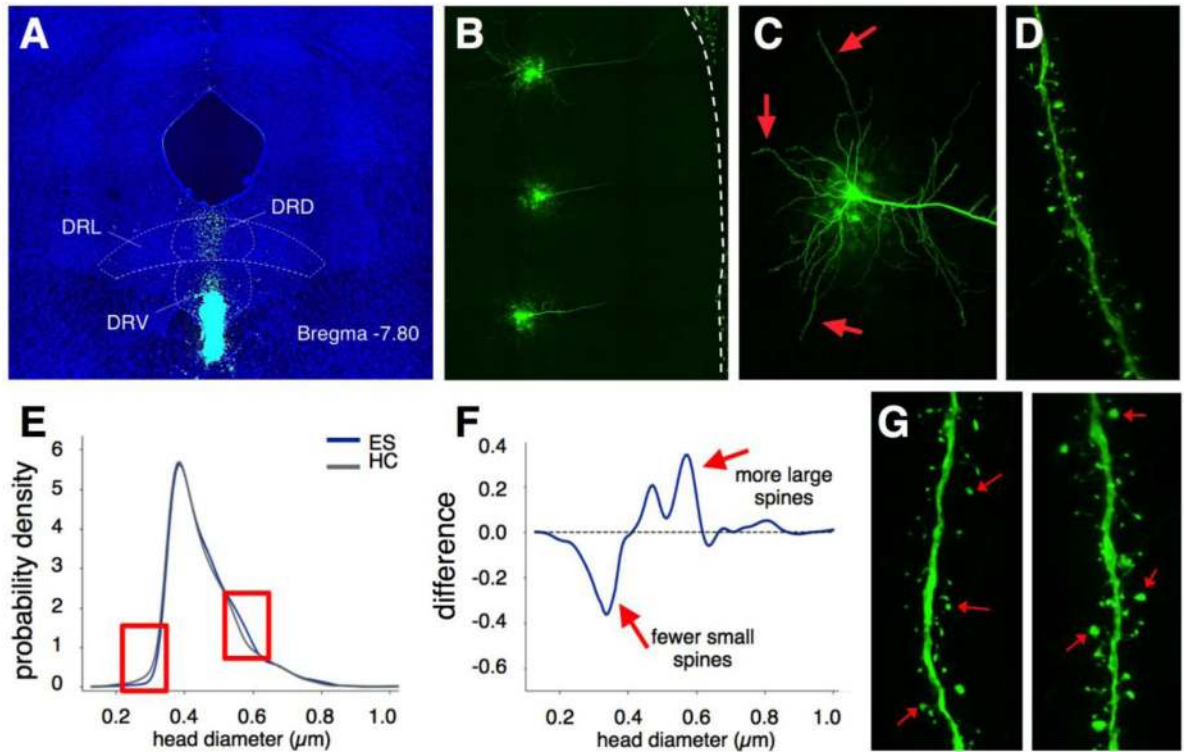 A
DRD
DRL
DRV
Bregma -7.80
B
C
D
E
ES
HC
6
5
4
3
2
1
0
probability density
0.2 0.4 0.6 0.8 1.0
head diameter (µm)
F
0.4
0.2
0.0
-0.2
-0.4
-0.6
difference
more large
spines
fewer small
spines
0.2 0.4 0.6 0.8 1.0
head diameter (µm)
G